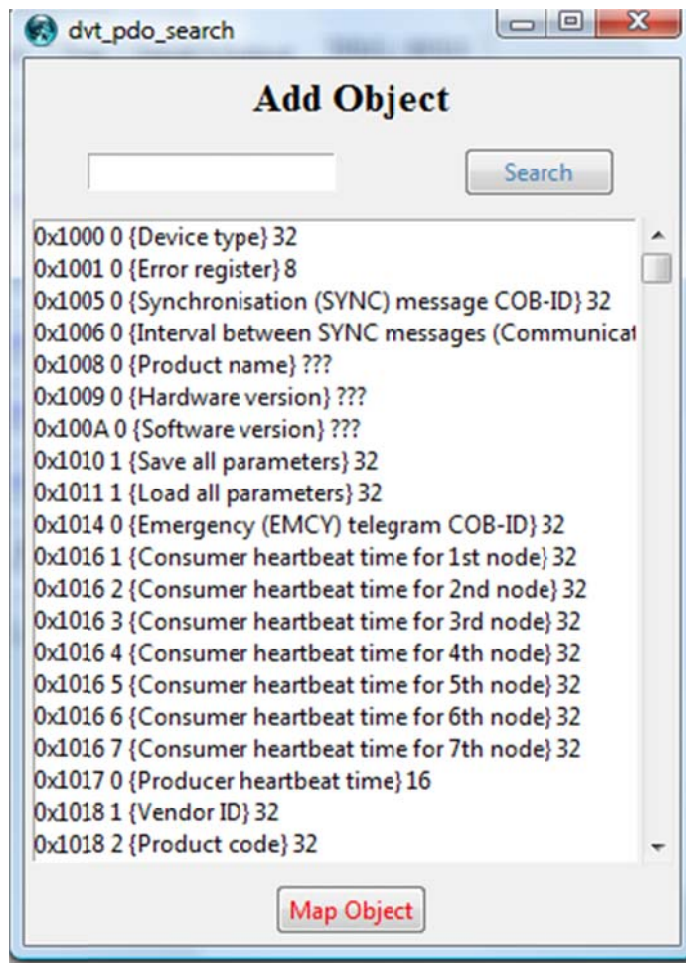 dvt_pdo_search
Add Object
Search
0x1000 0 {Device type} 32
0x1001 0 {Error register} 8
0x1005 0 {Synchronisation (SYNC) message COB-ID} 32
0x1006 0 {Interval between SYNC messages (Communicat
0x1008 0 {Product name} ???
0x1009 0 {Hardware version} ???
0x100A 0 {Software version} ???
0x1010 1 {Save all parameters} 32
0x1011 1 {Load all parameters} 32
0x1014 0 {Emergency (EMCY) telegram COB-ID} 32
0x1016 1 {Consumer heartbeat time for 1st node} 32
0x1016 2 {Consumer heartbeat time for 2nd node} 32
0x1016 3 {Consumer heartbeat time for 3rd node} 32
0x1016 4 {Consumer heartbeat time for 4th node} 32
0x1016 5 {Consumer heartbeat time for 5th node} 32
0x1016 6 {Consumer heartbeat time for 6th node} 32
0x1016 7 {Consumer heartbeat time for 7th node} 32
0x1017 0 {Producer heartbeat time} 16
0x1018 1 {Vendor ID} 32
0x1018 2 {Product code} 32
Map Object